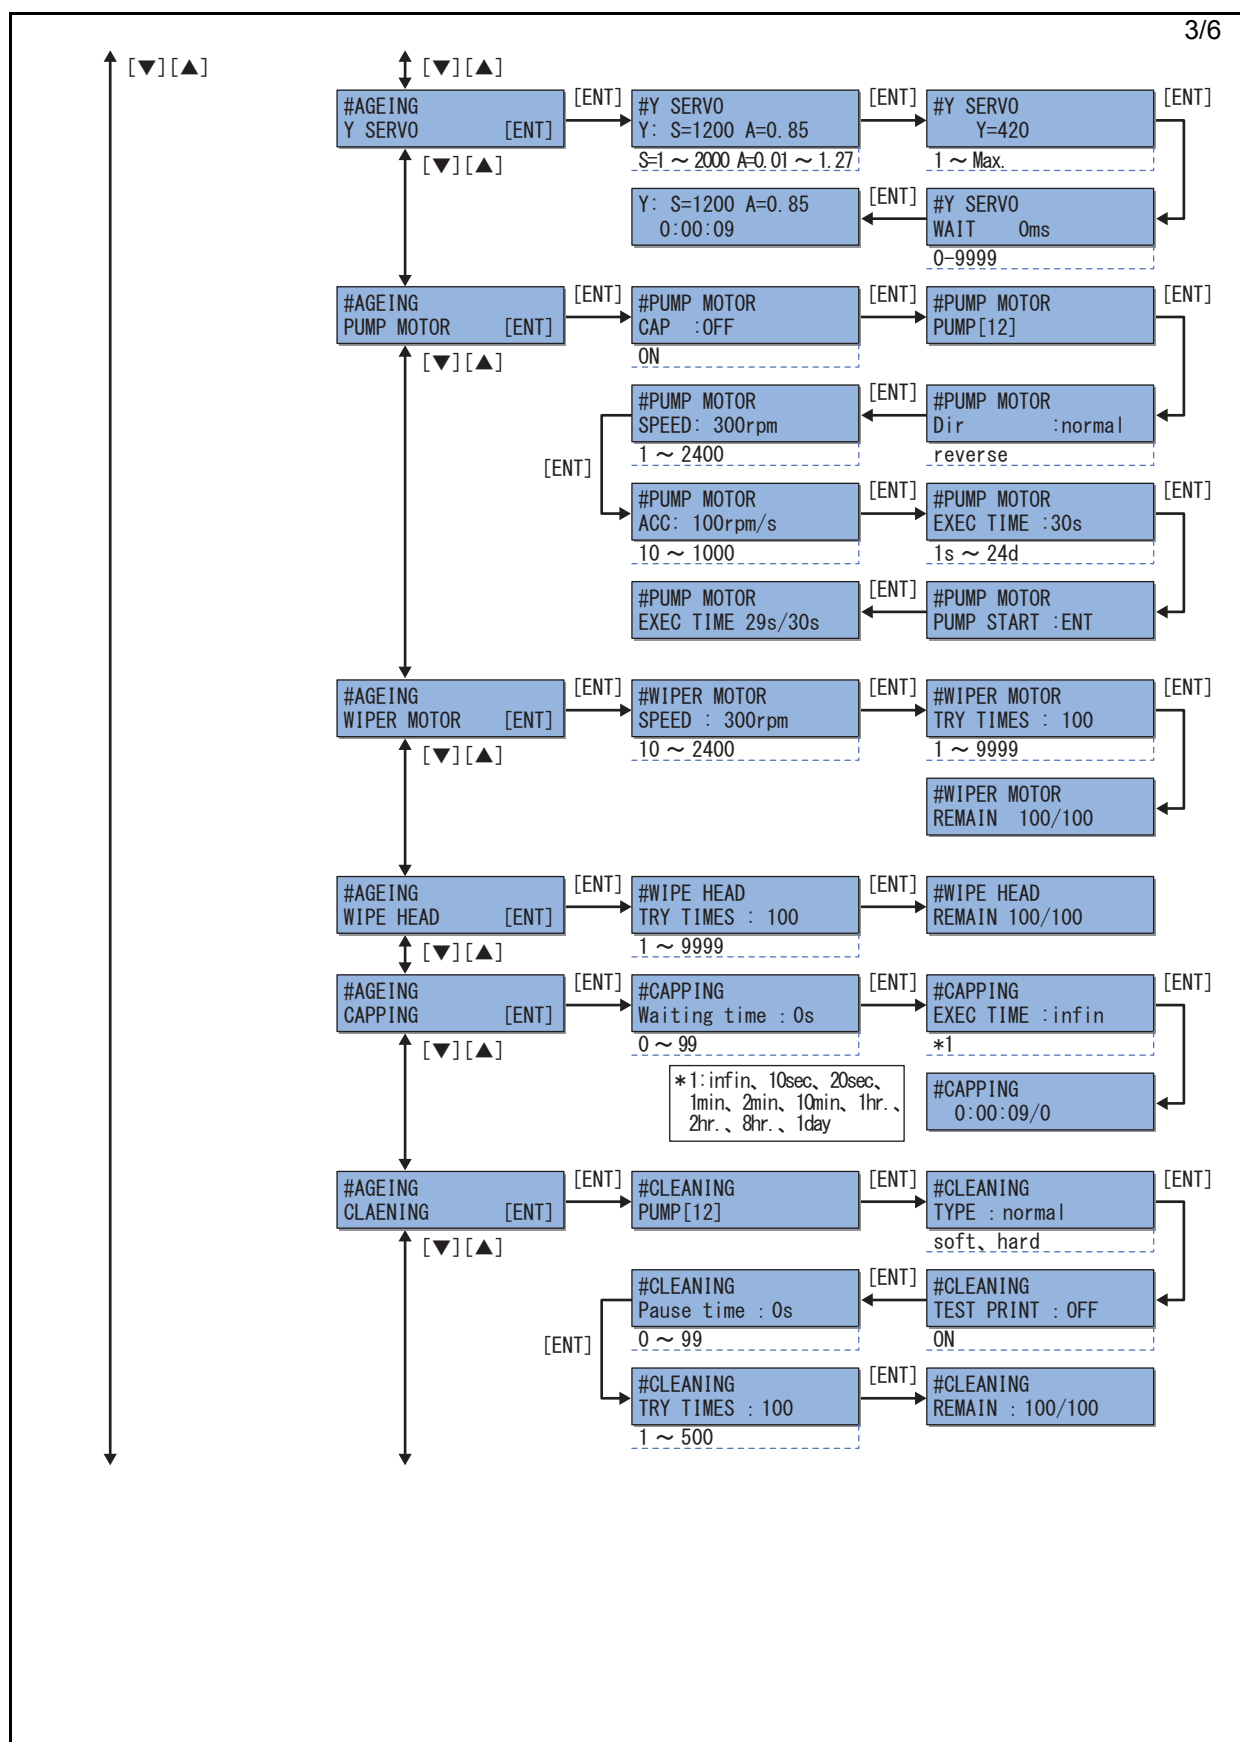 3/6
[▼][▲]
[▼][▲]
#AGEING
Y SERVO [ENT]
[ENT]
#Y SERVO
Y: S=1200 A=0.85
S=1 ~ 2000 A=0.01 ~ 1.27
[ENT]
#Y SERVO
Y=420
1 ~ Max.
[ENT]
[▼][▲]
Y: S=1200 A=0.85
0:00:09
[ENT]
#Y SERVO
WAIT 0ms
0-9999
#AGEING
PUMP MOTOR [ENT]
[ENT]
#PUMP MOTOR
CAP :OFF
ON
[ENT]
#PUMP MOTOR
PUMP[12]
[ENT]
[▼][▲]
#PUMP MOTOR
SPEED: 300rpm
1 ~ 2400
[ENT]
#PUMP MOTOR
Dir :normal
reverse
[ENT]
#PUMP MOTOR
ACC: 100rpm/s
10 ~ 1000
[ENT]
#PUMP MOTOR
EXEC TIME :30s
1s ~ 24d
[ENT]
#PUMP MOTOR
EXEC TIME 29s/30s
[ENT]
#PUMP MOTOR
PUMP START :ENT
#AGEING
WIPER MOTOR [ENT]
[ENT]
#WIPER MOTOR
SPEED : 300rpm
10 ~ 2400
[ENT]
#WIPER MOTOR
TRY TIMES : 100
1 ~ 9999
[ENT]
[▼][▲]
#WIPER MOTOR
REMAIN 100/100
#AGEING
WIPE HEAD [ENT]
[ENT]
#WIPE HEAD
TRY TIMES : 100
1 ~ 9999
[ENT]
#WIPE HEAD
REMAIN 100/100
[▼][▲]
#AGEING
CAPPING [ENT]
[ENT]
#CAPPING
Waiting time : 0s
0 ~ 99
[ENT]
#CAPPING
EXEC TIME :infin
*1
[ENT]
[▼][▲]
*1:infin、10sec、20sec、
1min、2min、10min、1hr.、
2hr.、8hr.、1day
#CAPPING
0:00:09/0
#AGEING
CLAENING [ENT]
[ENT]
#CLEANING
PUMP[12]
[ENT]
#CLEANING
TYPE : normal
soft、hard
[ENT]
[▼][▲]
#CLEANING
Pause time : 0s
0 ~ 99
[ENT]
#CLEANING
TEST PRINT : OFF
ON
[ENT]
#CLEANING
TRY TIMES : 100
1 ~ 500
[ENT]
#CLEANING
REMAIN : 100/100